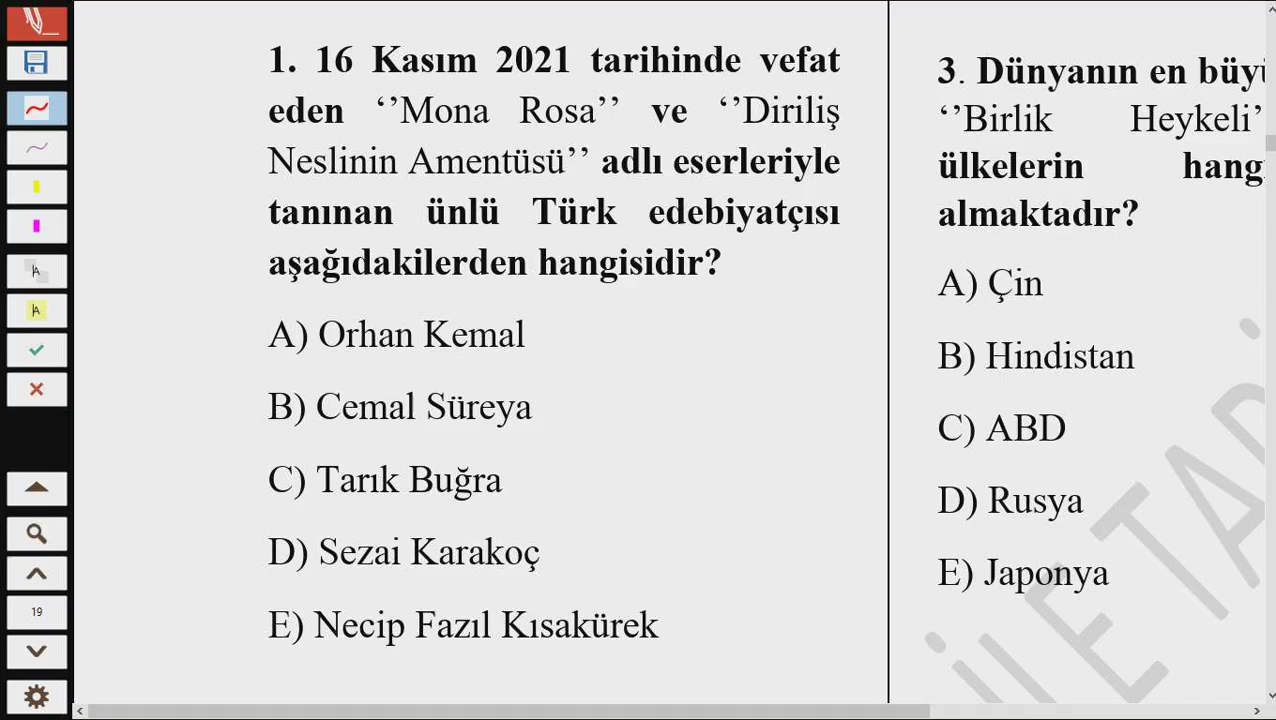 1. 16 Kasım 2021 tarihinde vefat
eden ‘’Mona Rosa’’ ve ‘’Diriliş
Neslinin Amentüsü’’ adlı eserleriyle
tanınan ünlü Türk edebiyatçısı
aşağıdakilerden hangisidir?
A) Orhan Kemal
B) Cemal Süreya
C) Tarık Buğra
D) Sezai Karakoç
E) Necip Fazıl Kısakürek
3. Dünyanın en
‘’Birlik Heykeli’
ülkelerin
almaktadır?
A) Çin
B) Hindistan
C) ABD
D) Rusya
E) Japonya
A
A
19